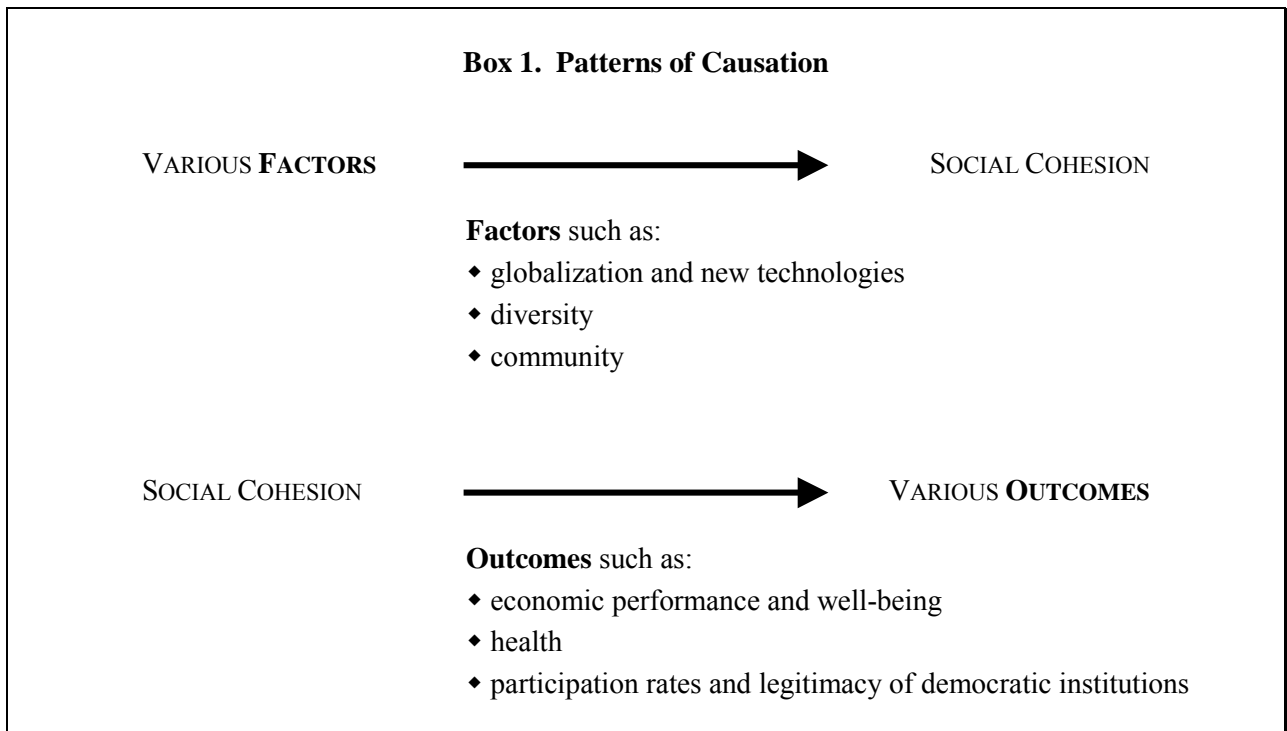 Box 1.  Patterns of Causation
VARIOUS FACTORS SOCIAL COHESION
Factors such as:
◆ globalization and new technologies
◆ diversity
◆ community
SOCIAL COHESION VARIOUS OUTCOMES
Outcomes such as:
◆ economic performance and well-being
◆ health
◆ participation rates and legitimacy of democratic institutions